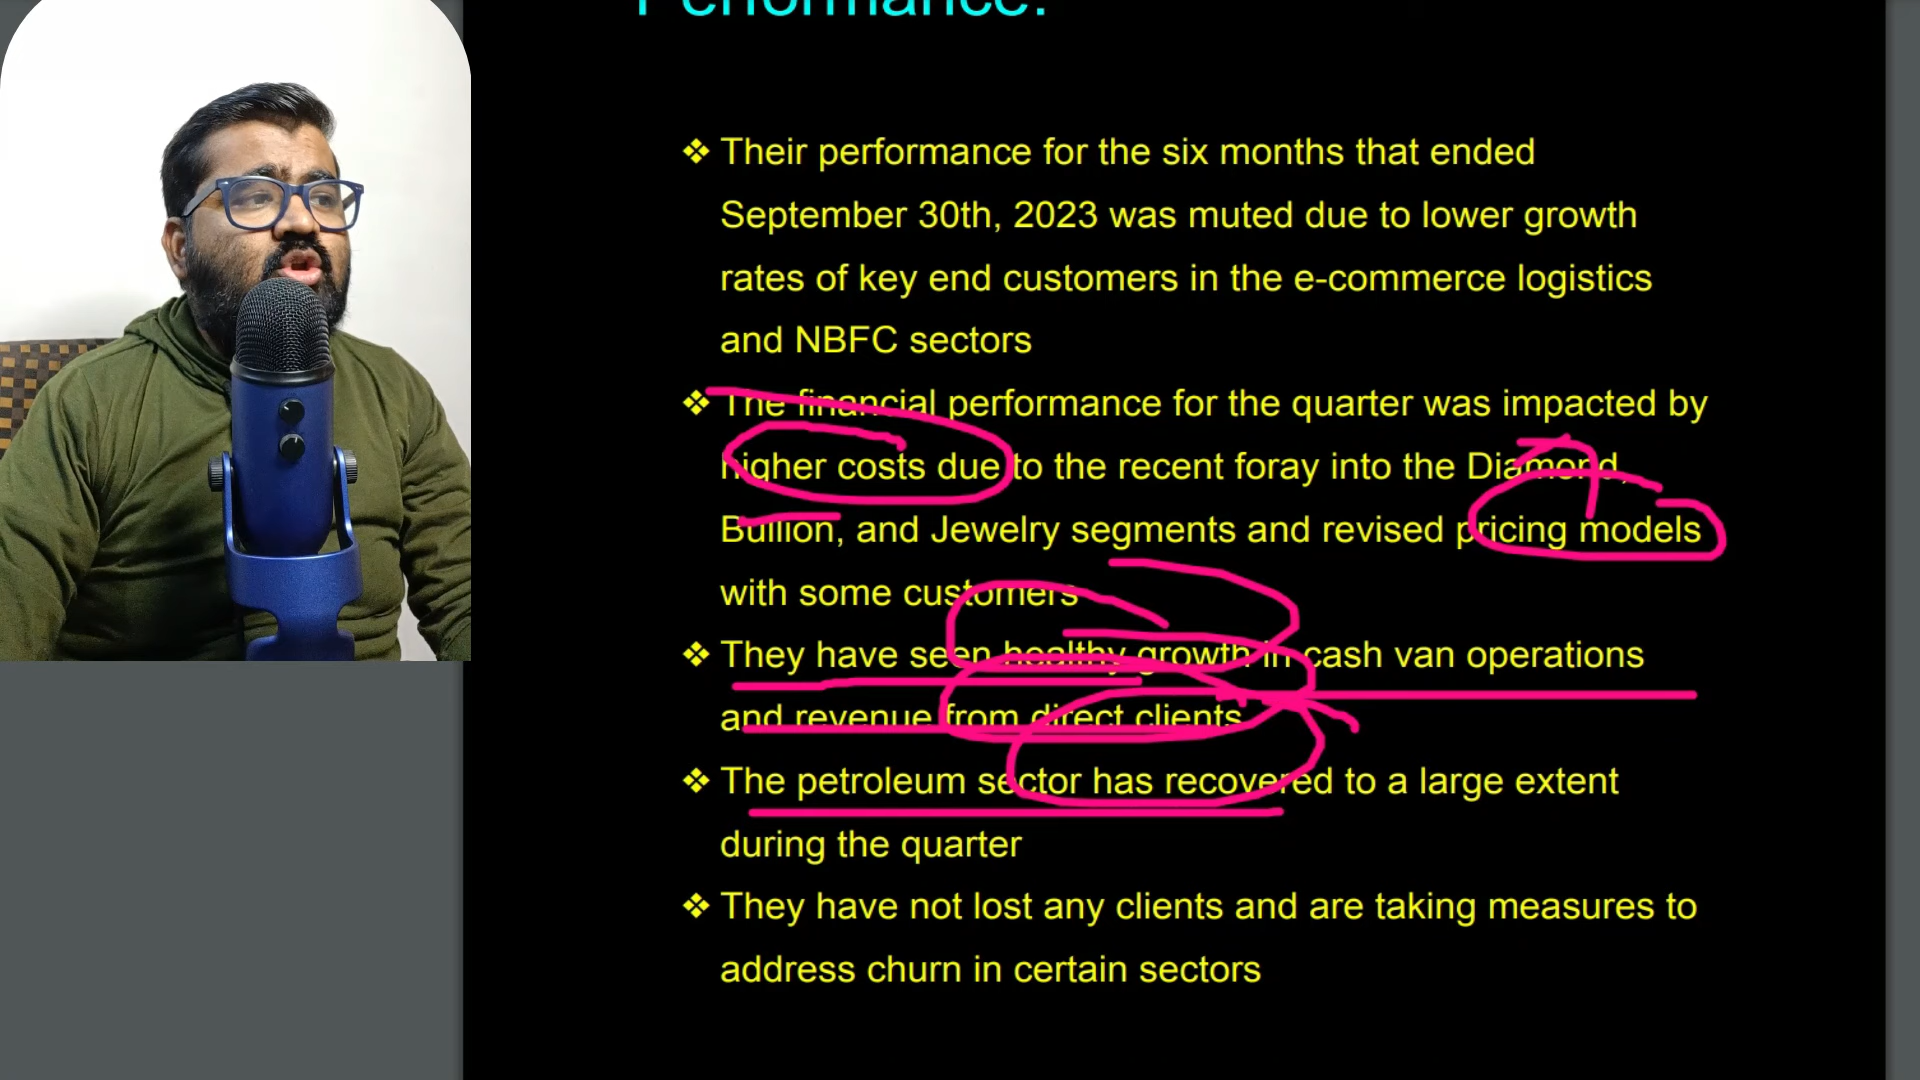 Performance:
❖ Their performance for the six months that ended
September 30th, 2023 was muted due to lower growth
rates of key end customers in the e-commerce logistics
and NBFC sectors
❖ The financial performance for the quarter was impacted by
higher costs due to the recent foray into the Diamond,
Bullion, and Jewelry segments and revised pricing models
with some customers
❖ They have seen healthy growth in cash van operations
and revenue from direct clients
❖ The petroleum sector has recovered to a large extent
during the quarter
❖ They have not lost any clients and are taking measures to
address churn in certain sectors